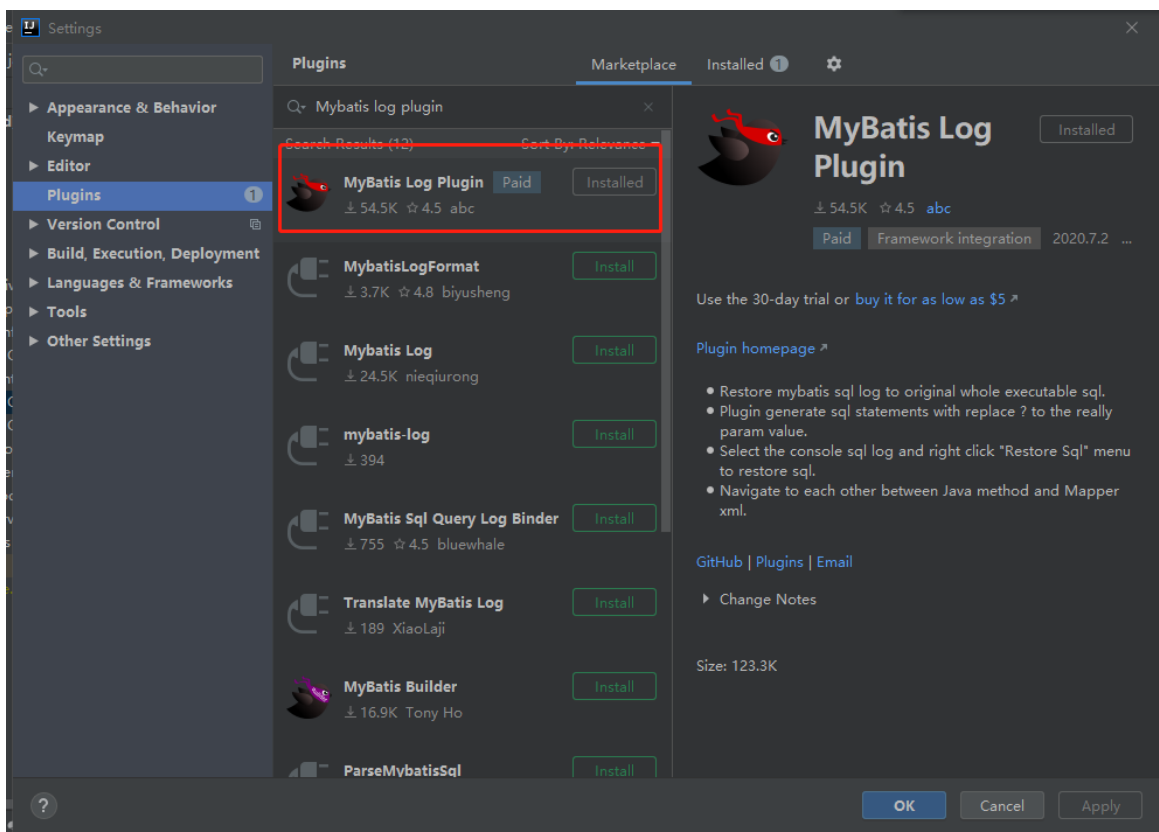 Settings
Appearance & Behavior
Keymap
Editor
Plugins 1
Version Control
Build, Execution, Deployment
Languages & Frameworks
Tools
Other Settings
Plugins
Marketplace
Installed 1
Mybatis log plugin
Search Results (12) Sort By: Relevance
MyBatis Log Plugin Paid Installed
54.5K 4.5 abc
MybatisLogFormat Install
3.7K 4.8 biyusheng
Mybatis Log Install
24.5K nieqiurong
mybatis-log Install
394
MyBatis Sql Query Log Binder Install
755 4.5 bluewhale
Translate MyBatis Log Install
189 XiaoLaji
MyBatis Builder Install
16.9K Tony Ho
ParseMybatisSql Install
MyBatis Log
Plugin
Installed
54.5K 4.5 abc
Paid Framework integration 2020.7.2 ...
Use the 30-day trial or buy it for as low as $5
Plugin homepage
Restore mybatis sql log to original whole executable sql.
Plugin generate sql statements with replace ? to the really
param value.
Select the console sql log and right click "Restore Sql" menu
to restore sql.
Navigate to each other between Java method and Mapper
xml.
GitHub | Plugins | Email
Change Notes
Size: 123.3K
?
OK
Cancel
Apply